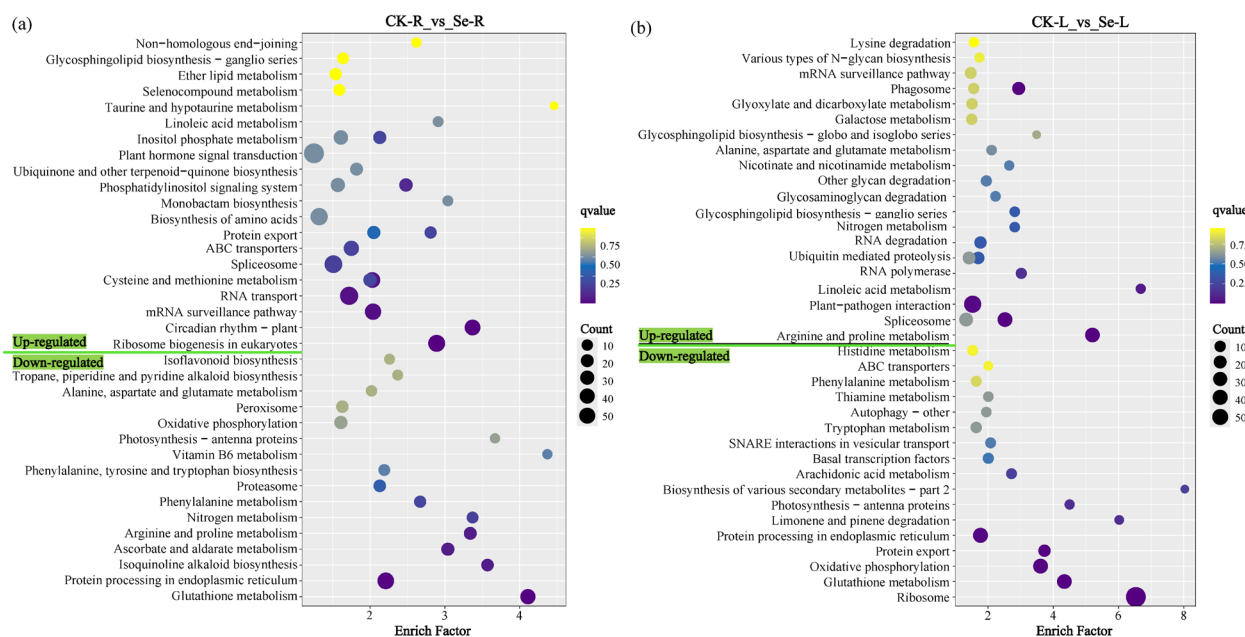 (a)
CK-R_vs_Se-R
Non-homologous end-joining
Glycosphingolipid biosynthesis - ganglio series
Ether lipid metabolism
Selenocompound metabolism
Taurine and hypotaurine metabolism
Linoleic acid metabolism
Inositol phosphate metabolism
Plant hormone signal transduction
Ubiquinone and other terpenoid-quinone biosynthesis
Phosphatidylinositol signaling system
Monobactam biosynthesis
Biosynthesis of amino acids
Protein export
ABC transporters
Spliceosome
Cysteine and methionine metabolism
RNA transport
mRNA surveillance pathway
Circadian rhythm - plant
Up-regulated
Ribosome biogenesis in eukaryotes
Down-regulated
Isoflavonoid biosynthesis
Tropane, piperidine and pyridine alkaloid biosynthesis
Alanine, aspartate and glutamate metabolism
Peroxisome
Oxidative phosphorylation
Photosynthesis - antenna proteins
Vitamin B6 metabolism
Phenylalanine, tyrosine and tryptophan biosynthesis
Proteasome
Phenylalanine metabolism
Nitrogen metabolism
Arginine and proline metabolism
Ascorbate and aldarate metabolism
Isoquinoline alkaloid biosynthesis
Protein processing in endoplasmic reticulum
Glutathione metabolism
2 3 4
Enrich Factor
qvalue
0.75
0.50
0.25
Count
10
20
30
40
50
(b)
CK-L_vs_Se-L
Lysine degradation
Various types of N-glycan biosynthesis
mRNA surveillance pathway
Phagosome
Glyoxylate and dicarboxylate metabolism
Galactose metabolism
Glycosphingolipid biosynthesis - globo and isoglobo series
Alanine, aspartate and glutamate metabolism
Nicotinate and nicotinamide metabolism
Other glycan degradation
Glycosaminoglycan degradation
Glycosphingolipid biosynthesis - ganglio series
Nitrogen metabolism
RNA degradation
Ubiquitin mediated proteolysis
RNA polymerase
Linoleic acid metabolism
Plant-pathogen interaction
Spliceosome
Up-regulated
Arginine and proline metabolism
Down-regulated
Histidine metabolism
ABC transporters
Phenylalanine metabolism
Thiamine metabolism
Autophagy - other
Tryptophan metabolism
SNARE interactions in vesicular transport
Basal transcription factors
Arachidonic acid metabolism
Biosynthesis of various secondary metabolites - part 2
Photosynthesis - antenna proteins
Limonene and pinene degradation
Protein processing in endoplasmic reticulum
Protein export
Oxidative phosphorylation
Glutathione metabolism
Ribosome
2 4 6 8
Enrich Factor
qvalue
0.75
0.50
0.25
Count
10
20
30
40
50